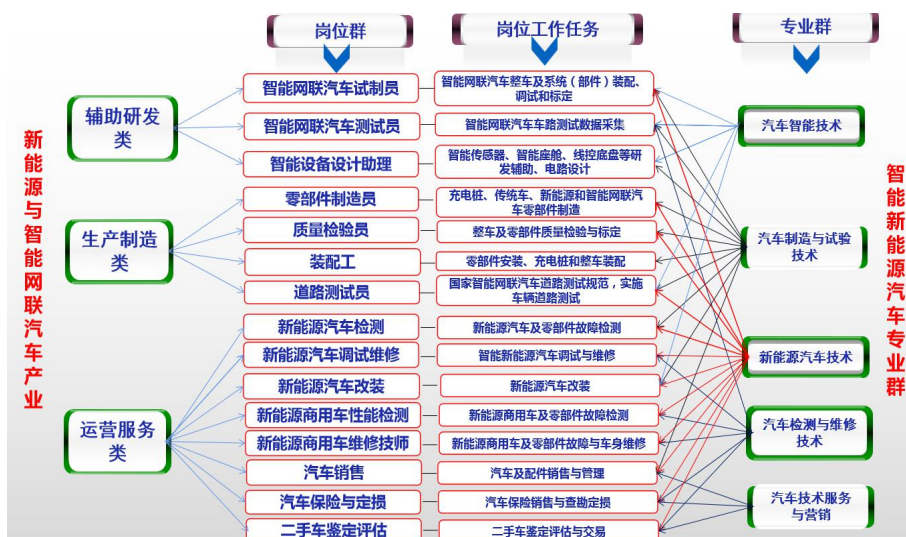 岗位群
岗位工作任务
专业群
新能源与智能网联汽车产业
辅助研发
类
生产制造
类
运营服务
类
智能网联汽车试制员
智能网联汽车整车及系统（部件）装配、
调试和标定
智能网联汽车测试员
智能网联汽车车路测试数据采集
智能设备设计助理
智能传感器、智能座舱、线控底盘等研
发辅助、电路设计
零部件制造员
充电桩、传统车、新能源和智能网联汽
车零部件制造
质量检验员
整车及零部件质量检验与标定
装配工
零部件安装、充电桩和整车装配
道路测试员
国家智能网联汽车道路测试规范，实施
车辆道路测试
新能源汽车检测
新能源汽车及零部件故障检测
新能源汽车调试维修
智能新能源汽车调试与维修
新能源汽车改装
新能源汽车改装
新能源商用车性能检测
新能源商用车及零部件故障检测
新能源商用车维修技师
新能源商用车及零部件故障与车身维修
汽车销售
汽车及配件销售与管理
汽车保险与定损
汽车保险销售与查勘定损
二手车鉴定评估
二手车鉴定评估与交易
汽车智能技术
汽车制造与试验
技术
新能源汽车技术
汽车检测与维修
技术
汽车技术服务
与营销
智能新能源汽车专业群